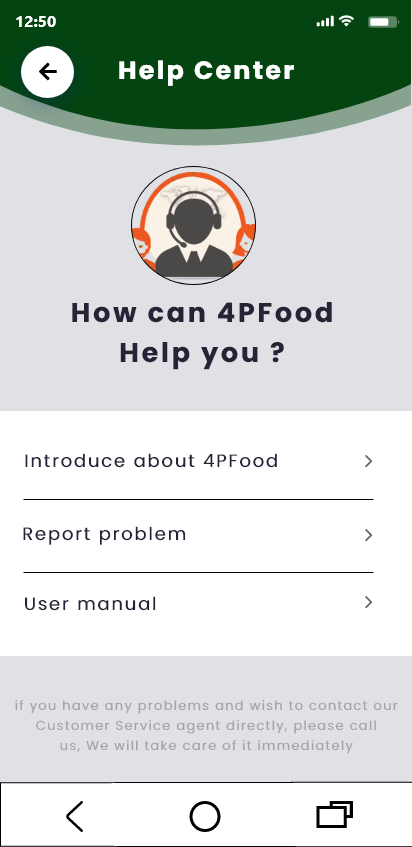 12:50
Help Center
How can 4PFood
Help you ?
Introduce about 4PFood
Report problem
User manual
if you have any problems and wish to contact our
Customer Service agent directly, please call
us, We will take care of it immediately